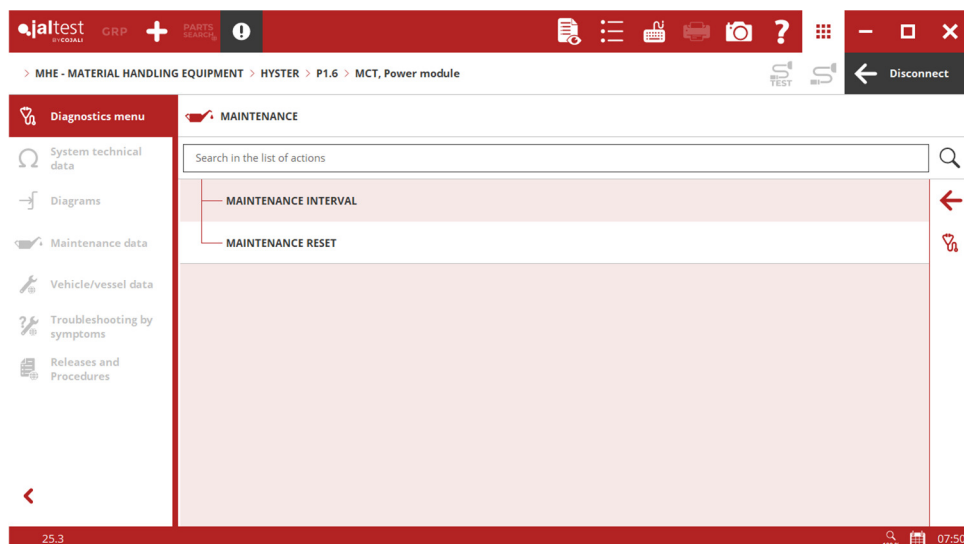 jaltest GRP PARTS SEARCH
BY COJALI
> MHE - MATERIAL HANDLING EQUIPMENT > HYSTER > P1.6 > MCT, Power module
TEST
Disconnect
Diagnostics menu
MAINTENANCE
System technical data
Search in the list of actions
Diagrams
MAINTENANCE INTERVAL
Maintenance data
MAINTENANCE RESET
Vehicle/vessel data
Troubleshooting by symptoms
Releases and Procedures
25.3
07:50